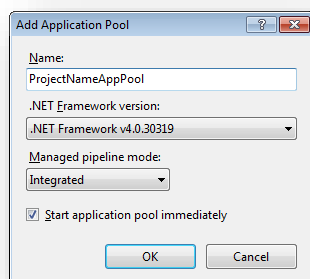 Add Application Pool
Name:
ProjectNameAppPool
.NET Framework version:
.NET Framework v4.0.30319
Managed pipeline mode:
Integrated
Start application pool immediately
OK Cancel